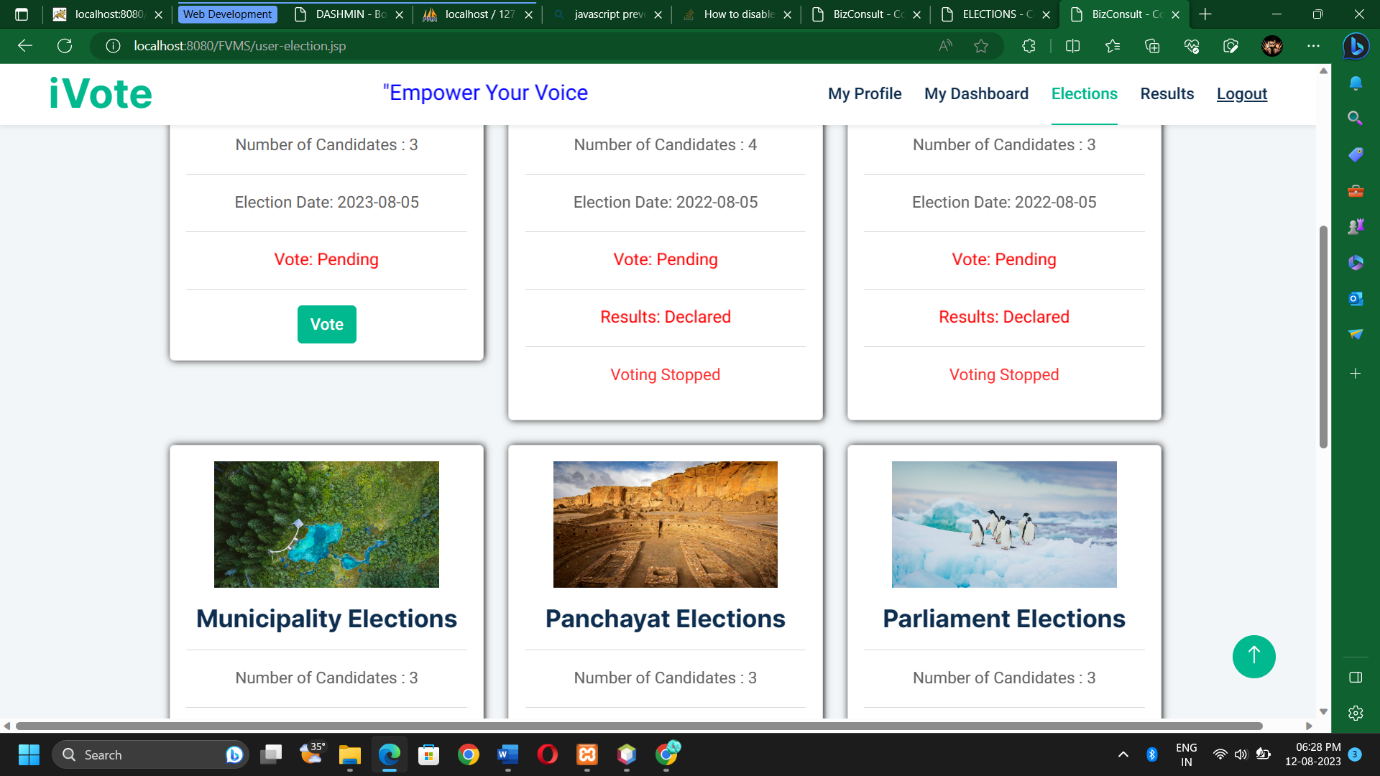 localhost:8080/
Web Development
DASHMIN - Bo
localhost / 127
javascript prev
How to disable
BizConsult - Co
ELECTIONS - C
BizConsult - Co
localhost:8080/FVMS/user-election.jsp
iVote
"Empower Your Voice
My Profile
My Dashboard
Elections
Results
Logout
Number of Candidates : 3
Number of Candidates : 4
Number of Candidates : 3
Election Date: 2023-08-05
Election Date: 2022-08-05
Election Date: 2022-08-05
Vote: Pending
Vote: Pending
Vote: Pending
Vote
Results: Declared
Results: Declared
Voting Stopped
Voting Stopped
Municipality Elections
Panchayat Elections
Parliament Elections
Number of Candidates : 3
Number of Candidates : 3
Number of Candidates : 3
Search
35°
ENG
IN
06:28 PM
12-08-2023
3